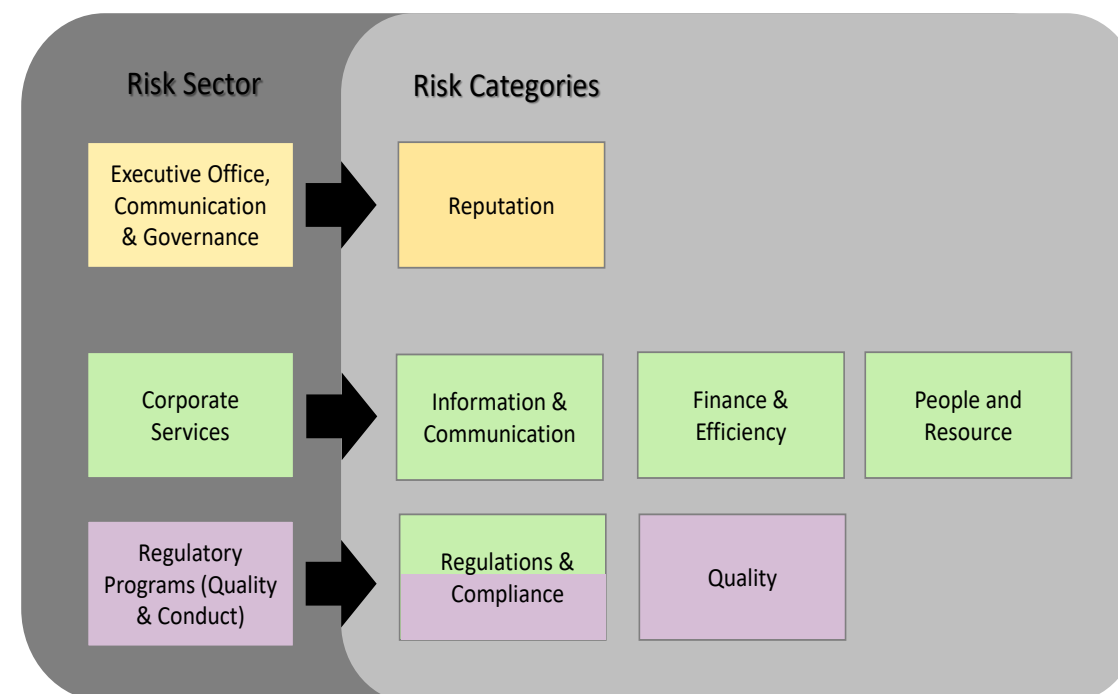 Risk Sector
Risk Categories
Executive Office,
Communication
& Governance
Reputation
Corporate
Services
Information &
Communication
Finance &
Efficiency
People and
Resource
Regulatory
Programs (Quality
& Conduct)
Regulations &
Compliance
Quality